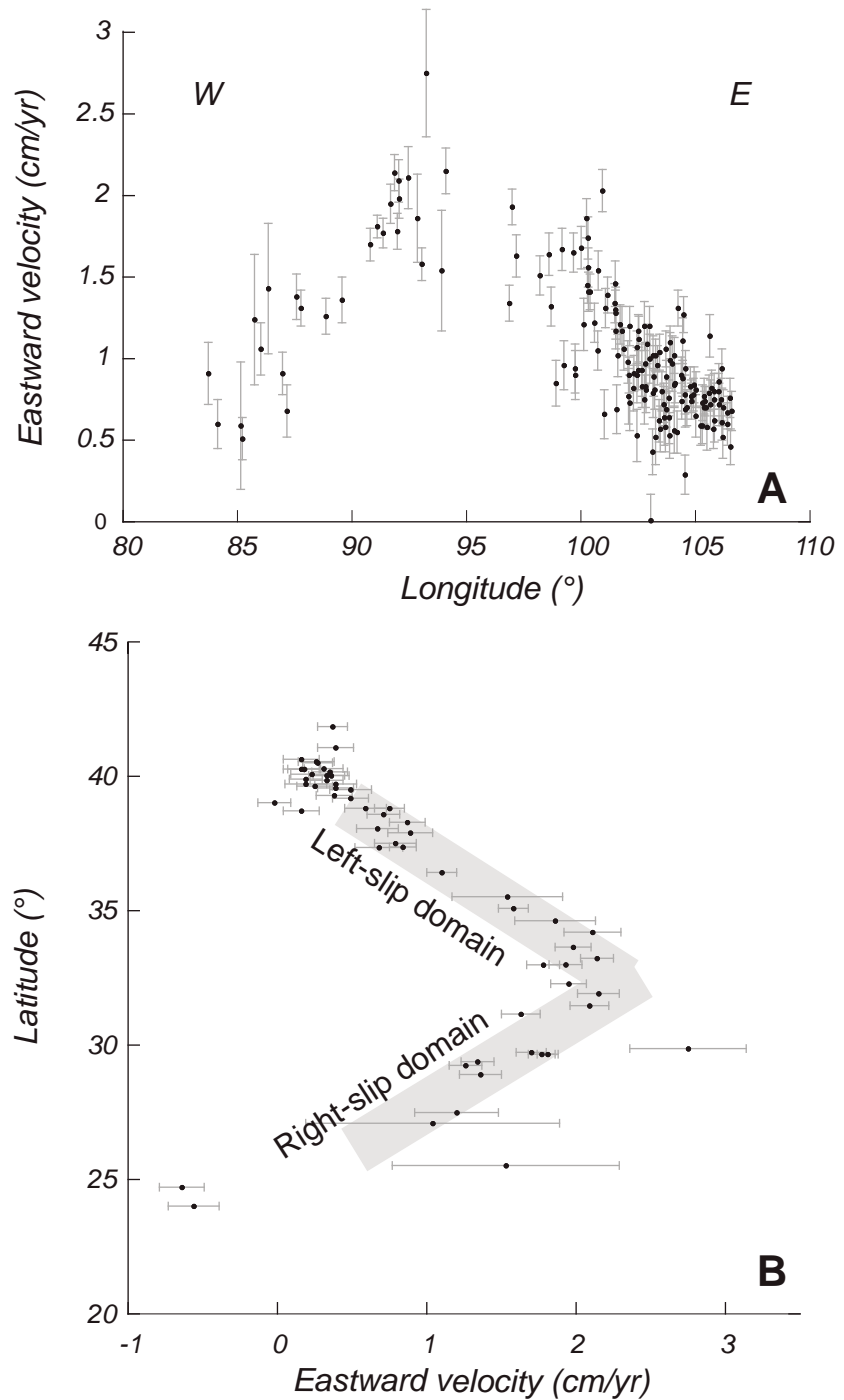 3
2.5
2
1.5
1
0.5
0
Eastward velocity (cm/yr)
W
E
A
80 85 90 95 100 105 110
Longitude (°)
45
40
35
30
25
20
Latitude (°)
Left-slip domain
Right-slip domain
B
-1 0 1 2 3
Eastward velocity (cm/yr)